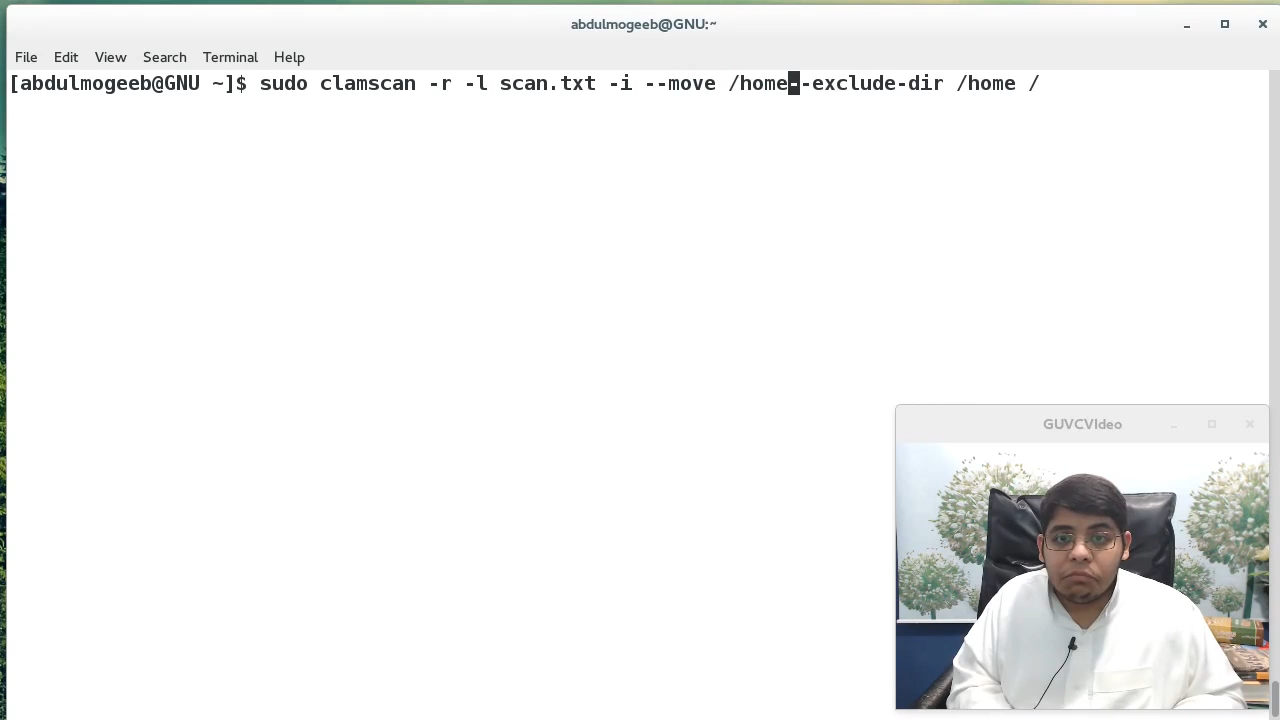 abdulmogeeb@GNU:~
File Edit View Search Terminal Help
[abdulmogeeb@GNU ~]$ sudo clamscan -r -l scan.txt -i --move /home--exclude-dir /home /
GUVCVIdeo